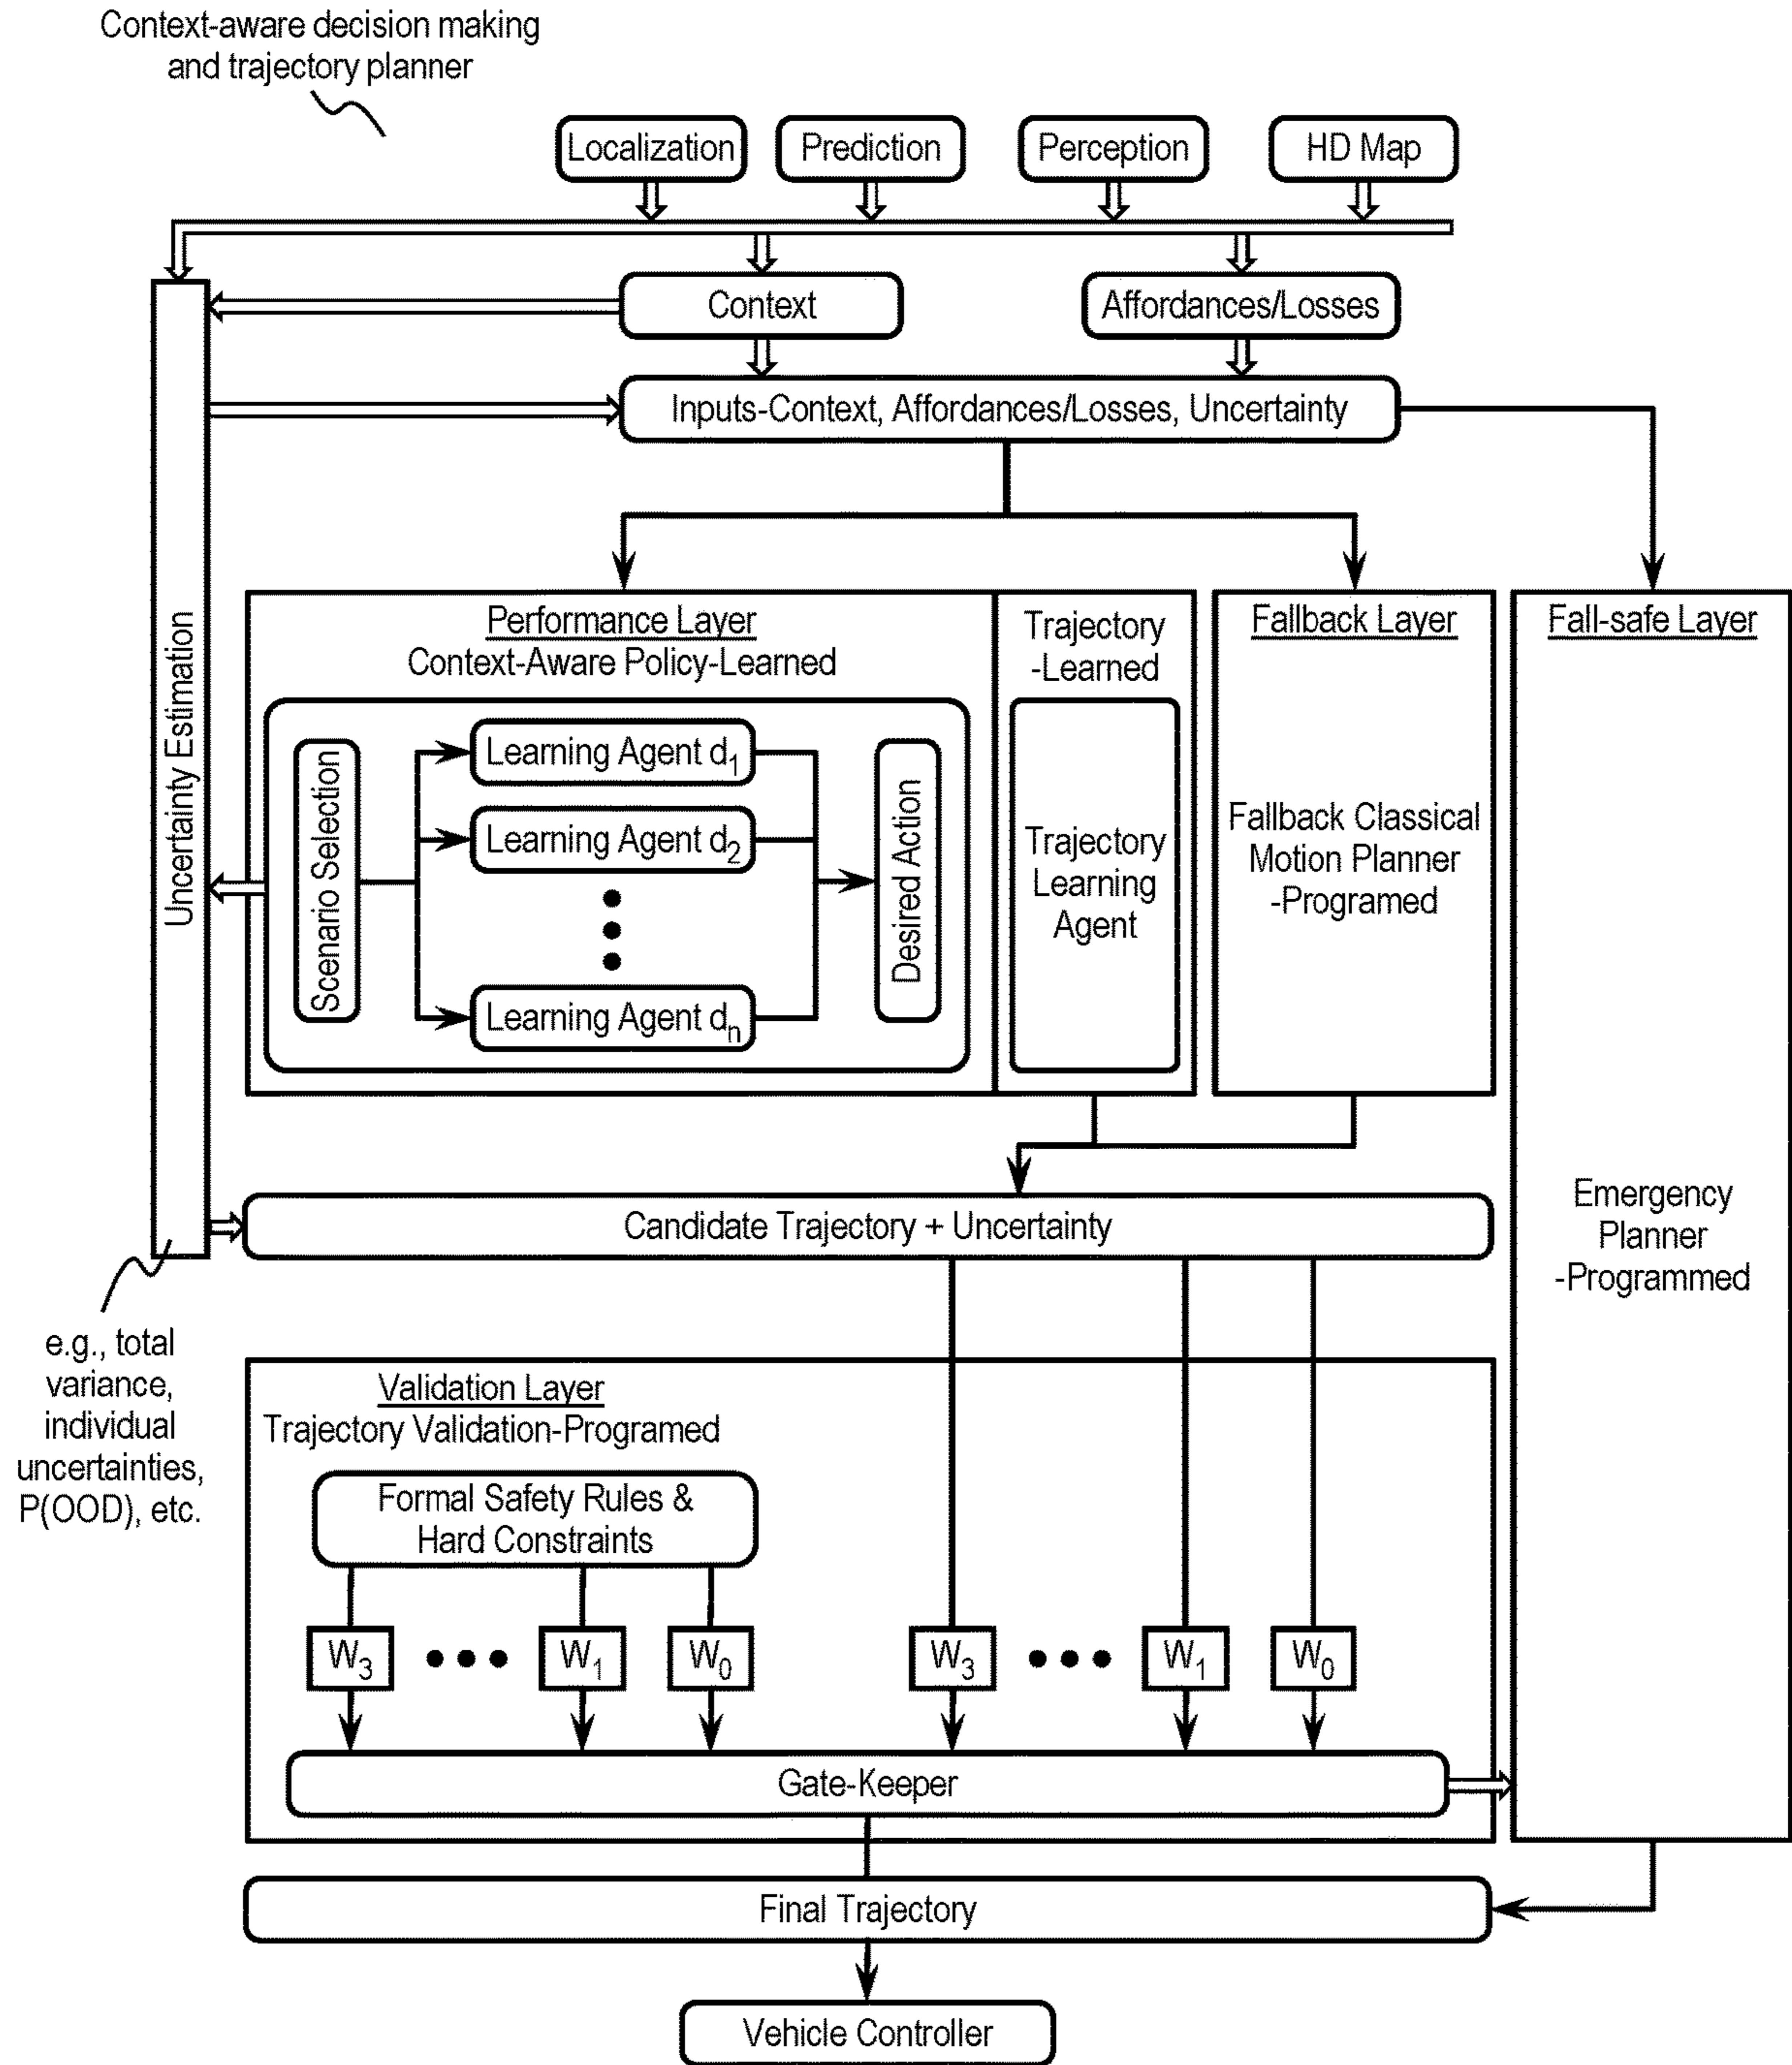 Context-aware decision making
and trajectory planner
Localization
Prediction
Perception
HD Map
Context
Affordances/Losses
Inputs-Context, Affordances/Losses, Uncertainty
Uncertainty Estimation
Performance Layer
Context-Aware Policy-Learned
Scenario Selection
Learning Agent d1
Learning Agent d2
Learning Agent dn
Desired Action
Trajectory
-Learned
Trajectory
Learning
Agent
Fallback Layer
Fallback Classical
Motion Planner
-Programed
Fall-safe Layer
Emergency
Planner
-Programmed
Candidate Trajectory + Uncertainty
e.g., total
variance,
individual
uncertainties,
P(OOD), etc.
Validation Layer
Trajectory Validation-Programed
Formal Safety Rules &
Hard Constraints
W3 ●●● W1 W0 W3 ●●● W1 W0
Gate-Keeper
Final Trajectory
Vehicle Controller